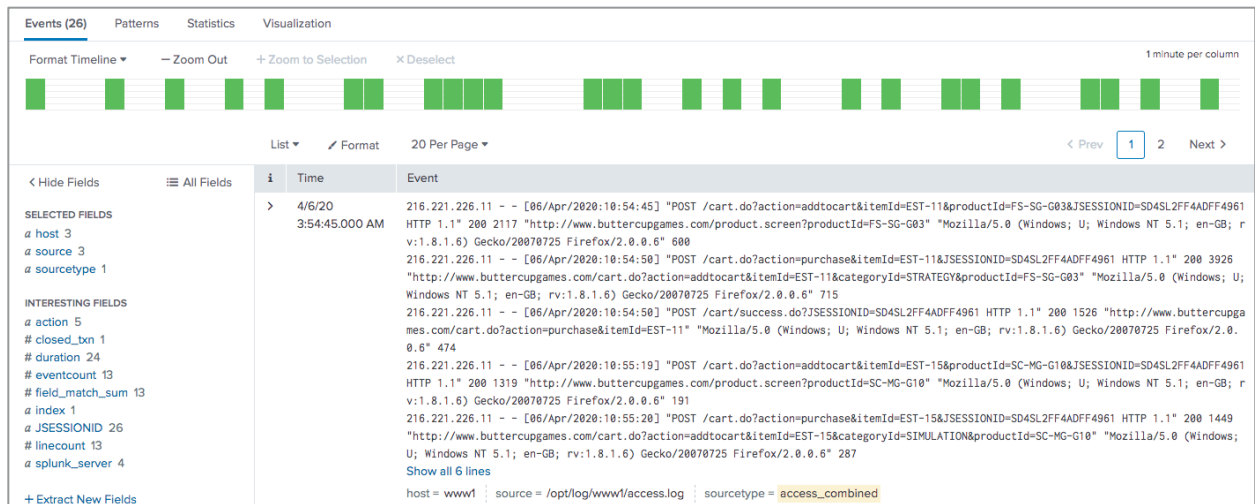 Events (26) Patterns Statistics Visualization
Format Timeline — Zoom Out + Zoom to Selection × Deselect 1 minute per column
List Format 20 Per Page < Prev 1 2 Next >
< Hide Fields All Fields i Time Event
SELECTED FIELDS
a host 3
a source 3
a sourcetype 1
INTERESTING FIELDS
a action 5
# closed_txn 1
# duration 24
# eventcount 13
# field_match_sum 13
a index 1
a JSESSIONID 26
# linecount 13
a splunk_server 4
+ Extract New Fields
> 4/6/20
3:54:45.000 AM
216.221.226.11 - - [06/Apr/2020:10:54:45] "POST /cart.do?action=addtocart&itemId=EST-11&productId=FS-SG-G03&JSESSIONID=SD4SL2FF4ADFF4961
HTTP 1.1" 200 2117 "http://www.buttercupgames.com/product.screen?productId=FS-SG-G03" "Mozilla/5.0 (Windows; U; Windows NT 5.1; en-GB; r
v:1.8.1.6) Gecko/20070725 Firefox/2.0.0.6" 600
216.221.226.11 - - [06/Apr/2020:10:54:50] "POST /cart.do?action=purchase&itemId=EST-11&JSESSIONID=SD4SL2FF4ADFF4961 HTTP 1.1" 200 3926
"http://www.buttercupgames.com/cart.do?action=addtocart&itemId=EST-11&categoryId=STRATEGY&productId=FS-SG-G03" "Mozilla/5.0 (Windows; U;
Windows NT 5.1; en-GB; rv:1.8.1.6) Gecko/20070725 Firefox/2.0.0.6" 715
216.221.226.11 - - [06/Apr/2020:10:54:50] "POST /cart/success.do?JSESSIONID=SD4SL2FF4ADFF4961 HTTP 1.1" 200 1526 "http://www.buttercupga
mes.com/cart.do?action=purchase&itemId=EST-11" "Mozilla/5.0 (Windows; U; Windows NT 5.1; en-GB; rv:1.8.1.6) Gecko/20070725 Firefox/2.0.
0.6" 474
216.221.226.11 - - [06/Apr/2020:10:55:19] "POST /cart.do?action=addtocart&itemId=EST-15&productId=SC-MG-G10&JSESSIONID=SD4SL2FF4ADFF4961
HTTP 1.1" 200 1319 "http://www.buttercupgames.com/product.screen?productId=SC-MG-G10" "Mozilla/5.0 (Windows; U; Windows NT 5.1; en-GB; r
v:1.8.1.6) Gecko/20070725 Firefox/2.0.0.6" 191
216.221.226.11 - - [06/Apr/2020:10:55:20] "POST /cart.do?action=purchase&itemId=EST-15&JSESSIONID=SD4SL2FF4ADFF4961 HTTP 1.1" 200 1449
"http://www.buttercupgames.com/cart.do?action=addtocart&itemId=EST-15&categoryId=SIMULATION&productId=SC-MG-G10" "Mozilla/5.0 (Windows;
U; Windows NT 5.1; en-GB; rv:1.8.1.6) Gecko/20070725 Firefox/2.0.0.6" 287
Show all 6 lines
host = www1 source = /opt/log/www1/access.log sourcetype = access_combined